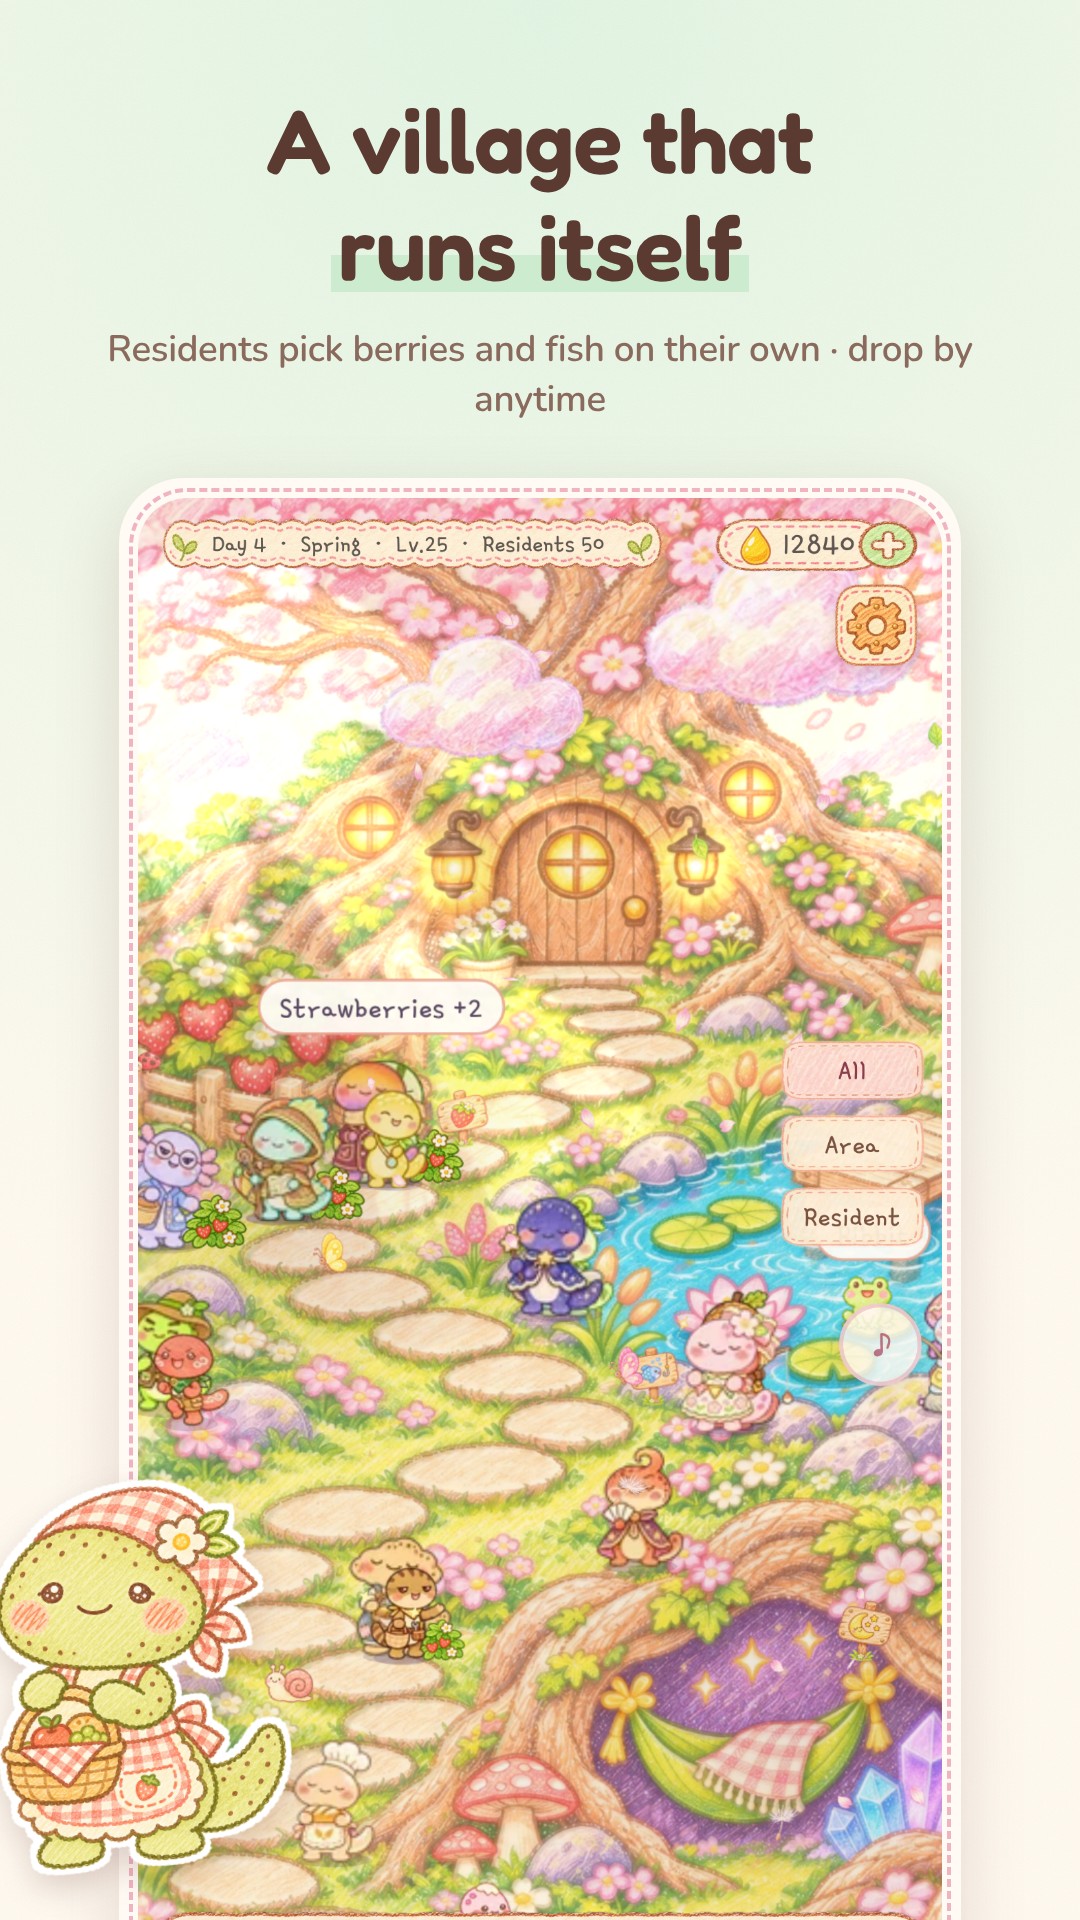 A village that
runs itself
Residents pick berries and fish on their own · drop by
anytime
Day 4 · Spring · Lv.25 · Residents 50
12840
Strawberries +2
All
Area
Resident